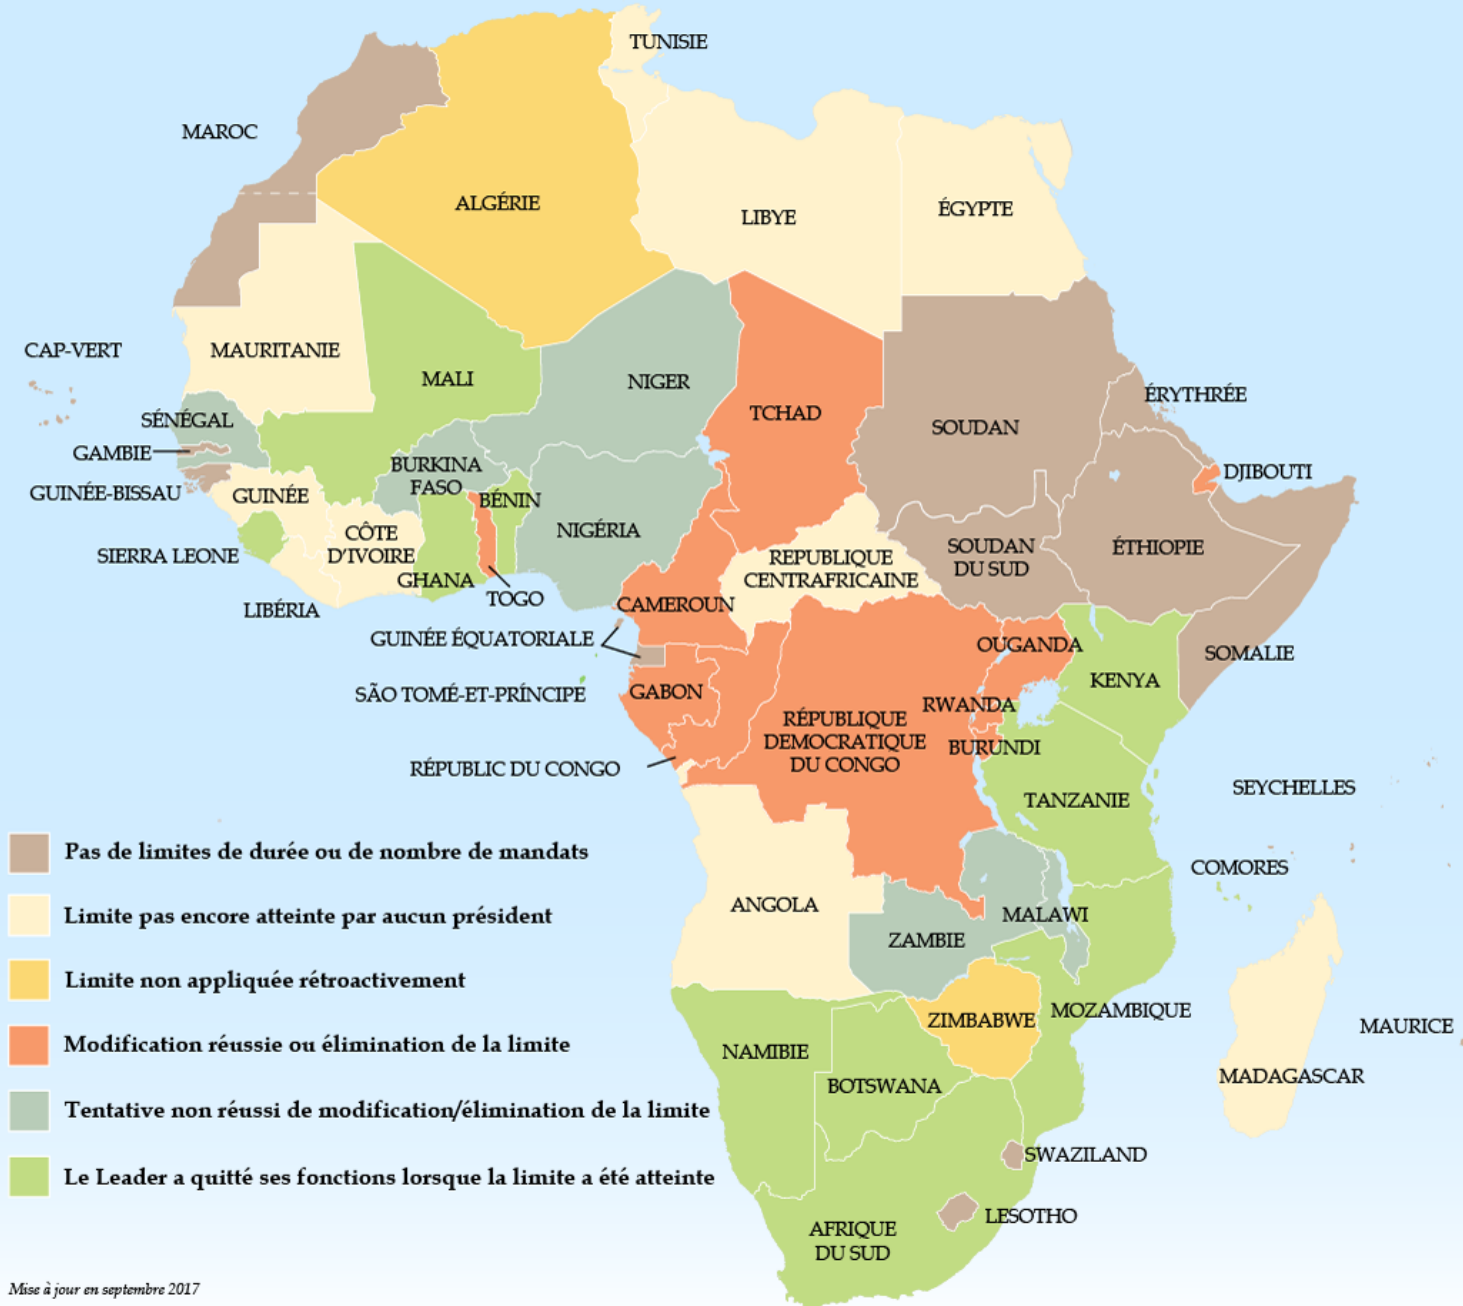 TUNISIE
MAROC
ALGÉRIE
LIBYE
ÉGYPTE
CAP-VERT
MAURITANIE
MALI
NIGER
TCHAD
SOUDAN
ÉRYTHRÉE
SÉNÉGAL
GAMBIE
GUINÉE-BISSAU
GUINÉE
BURKINA
FASO
BÉNIN
NIGÉRIA
DJIBOUTI
CÔTE
D'IVOIRE
SIERRA LEONE
GHANA
TOGO
LIBÉRIA
REPUBLIQUE
CENTRAFRICAINE
SOUDAN
DU SUD
ÉTHIOPIE
CAMEROUN
GUINÉE ÉQUATORIALE
OUGANDA
SOMALIE
KENYA
SÃO TOMÉ-ET-PRÍNCIPE
GABON
RWANDA
RÉPUBLIQUE
DEMOCRATIQUE
DU CONGO
BURUNDI
RÉPUBLIC DU CONGO
TANZANIE
SEYCHELLES
COMORES
ANGOLA
MALAWI
ZAMBIE
MOZAMBIQUE
ZIMBABWE
MAURICE
NAMIBIE
BOTSWANA
MADAGASCAR
SWAZILAND
LESOTHO
AFRIQUE
DU SUD
Pas de limites de durée ou de nombre de mandats
Limite pas encore atteinte par aucun président
Limite non appliquée rétroactivement
Modification réussie ou élimination de la limite
Tentative non réussi de modification/élimination de la limite
Le Leader a quitté ses fonctions lorsque la limite a été atteinte
Mise à jour en septembre 2017